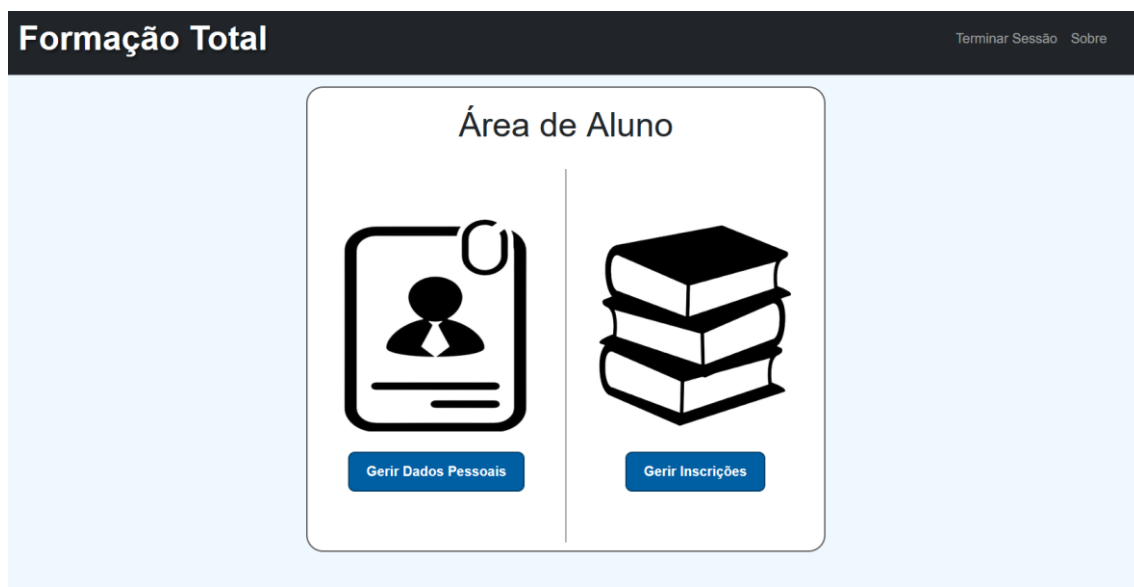 Formação Total
Terminar Sessão Sobre
Área de Aluno
Gerir Dados Pessoais
Gerir Inscrições